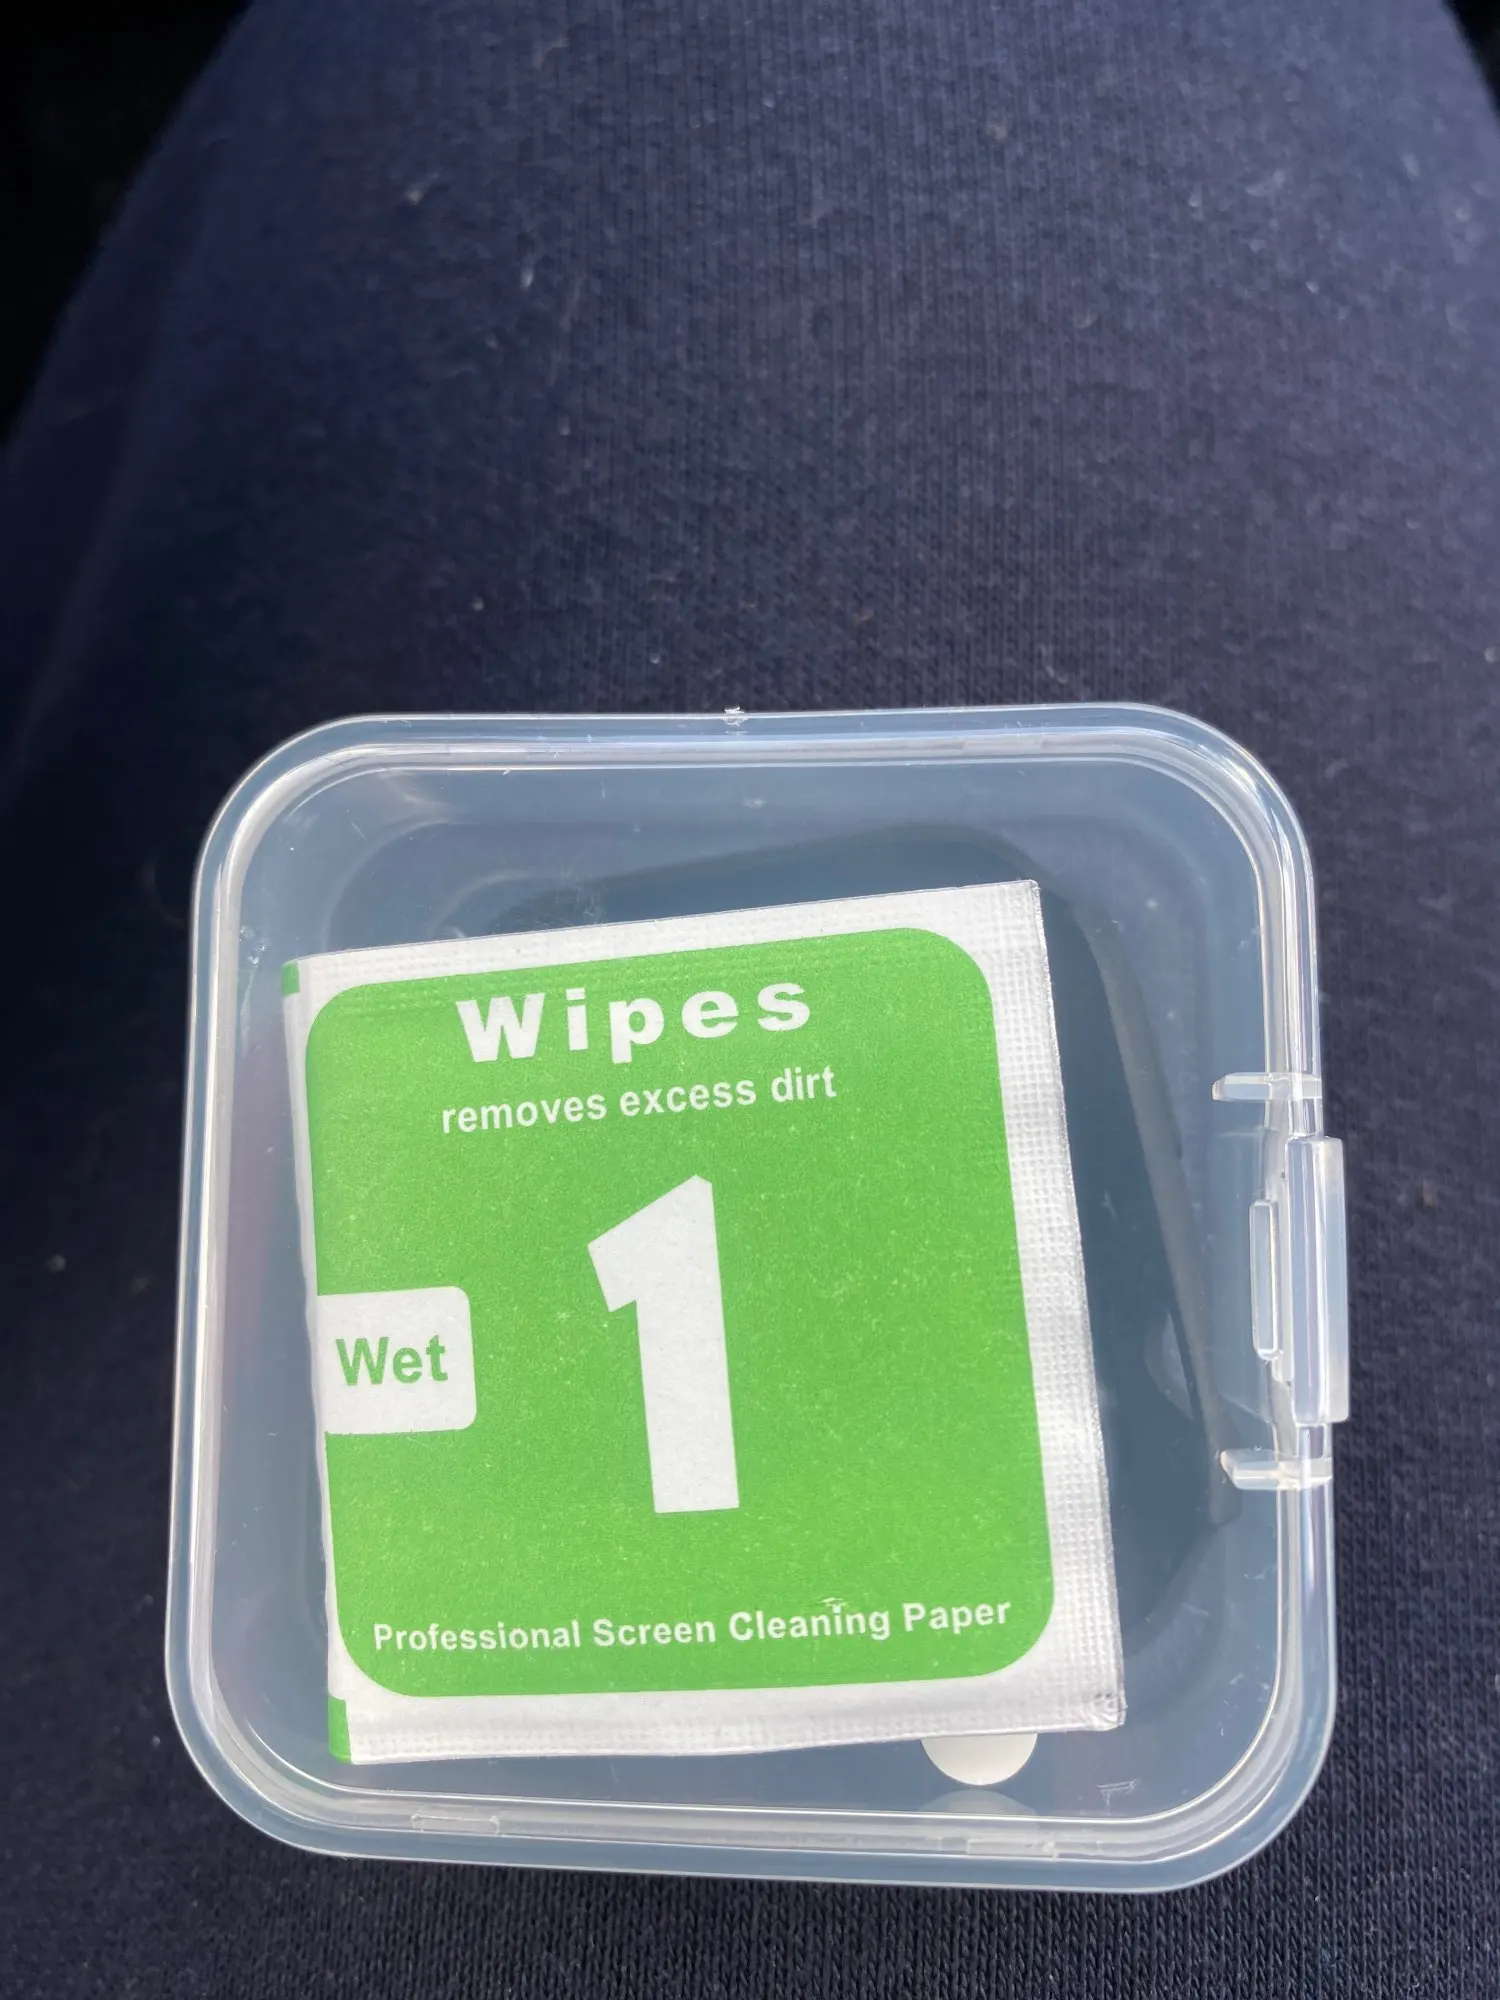 Wipes
removes excess dirt
1
Wet
Professional Screen Cleaning Paper